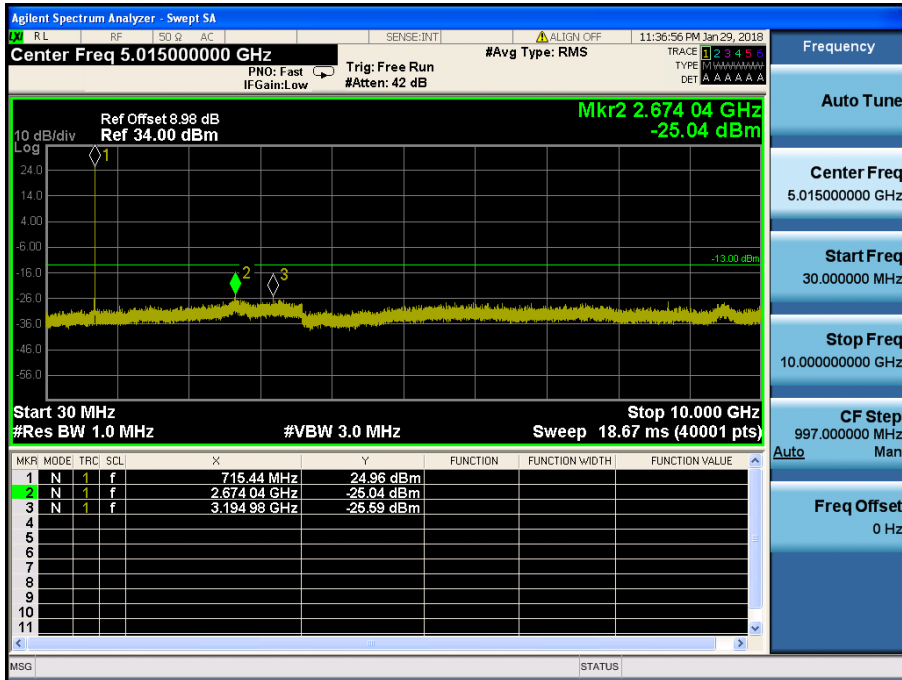 Agilent Spectrum Analyzer - Swept SA
LXI RL RF 50 Ω AC SENSE:INT ALIGN OFF 11:36:56 PM Jan 29, 2018
Center Freq 5.015000000 GHz
PNO: Fast
IFGain:Low
Trig: Free Run
#Atten: 42 dB
#Avg Type: RMS
TRACE 1 2 3 4 5 6
TYPE M
DET A A A A A A
Ref Offset 8.98 dB
Ref 34.00 dBm
10 dB/div
Log
Mkr2 2.674 04 GHz
-25.04 dBm
1
24.0
14.0
4.00
-6.00
-13.00 dBm
-16.0
2
3
-26.0
-36.0
-46.0
-56.0
Start 30 MHz
Stop 10.000 GHz
#Res BW 1.0 MHz
#VBW 3.0 MHz
Sweep 18.67 ms (40001 pts)
MKR MODE TRC SCL X Y FUNCTION FUNCTION WIDTH FUNCTION VALUE
1 N 1 f 715.44 MHz 24.96 dBm
2 N 1 f 2.674 04 GHz -25.04 dBm
3 N 1 f 3.194 98 GHz -25.59 dBm
4
5
6
7
8
9
10
11
MSG
STATUS
Frequency
Auto Tune
Center Freq
5.015000000 GHz
Start Freq
30.000000 MHz
Stop Freq
10.000000000 GHz
CF Step
997.000000 MHz
Auto Man
Freq Offset
0 Hz